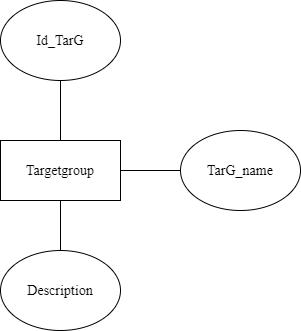 Id_TarG
Targetgroup
TarG_name
Description